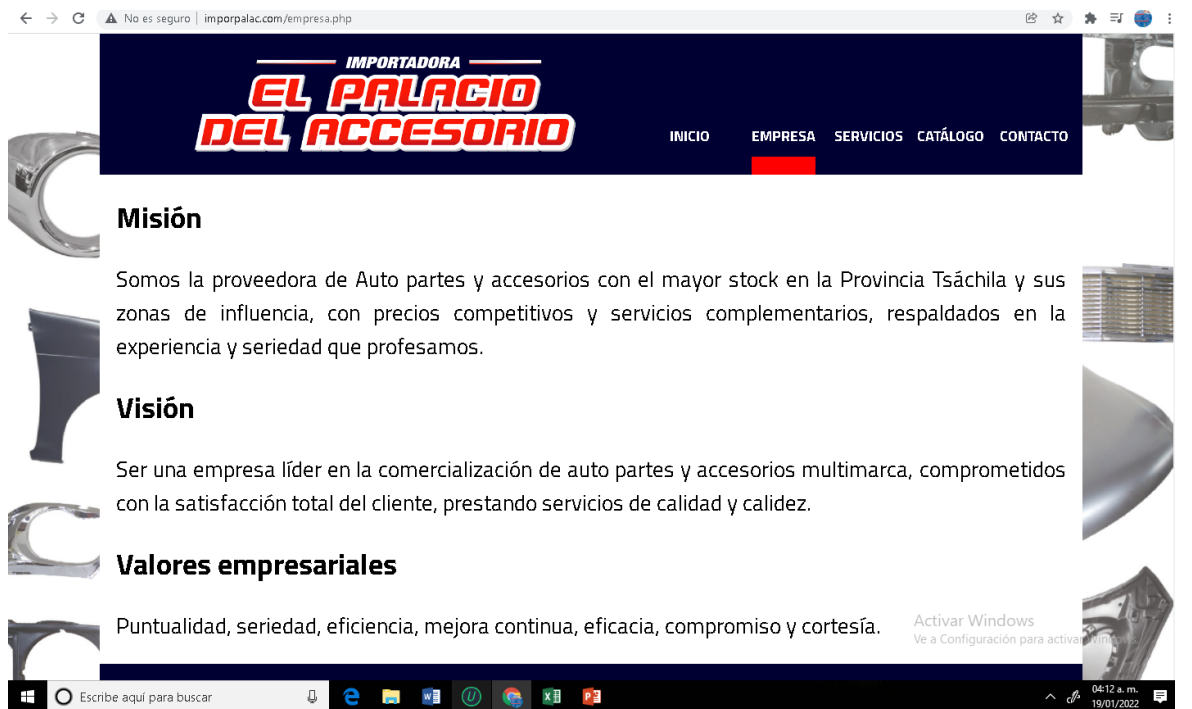 No es seguro | imporpalac.com/empresa.php
IMPORTADORA
EL PALACIO
DEL ACCESORIO
INICIO EMPRESA SERVICIOS CATÁLOGO CONTACTO
Misión
Somos la proveedora de Auto partes y accesorios con el mayor stock en la Provincia Tsáchila y sus
zonas de influencia, con precios competitivos y servicios complementarios, respaldados en la
experiencia y seriedad que profesamos.
Visión
Ser una empresa líder en la comercialización de auto partes y accesorios multimarca, comprometidos
con la satisfacción total del cliente, prestando servicios de calidad y calidez.
Valores empresariales
Puntualidad, seriedad, eficiencia, mejora continua, eficacia, compromiso y cortesía.
Activar Windows
Ve a Configuración para activar Windows.
Escribe aquí para buscar
04:12 a. m.
19/01/2022